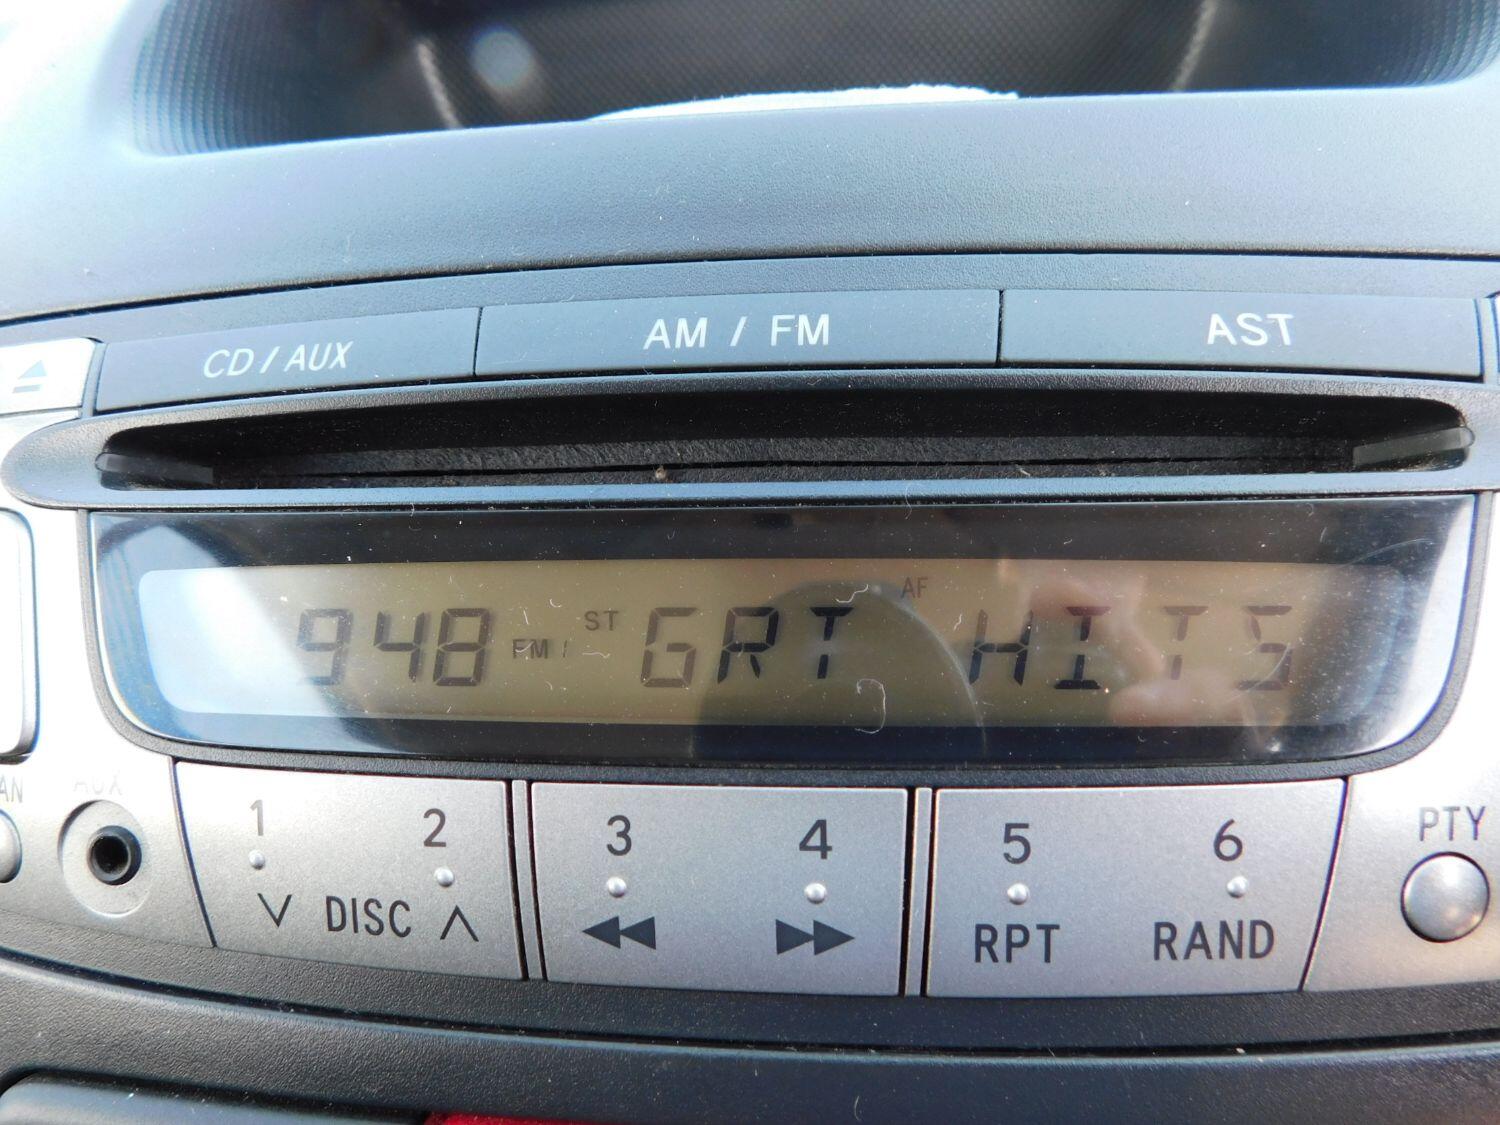 CD / AUX AM / FM AST
AF
948 FM1 ST GRT HITS
AUX
1 2 3 4 5 6 PTY
DISC RPT RAND